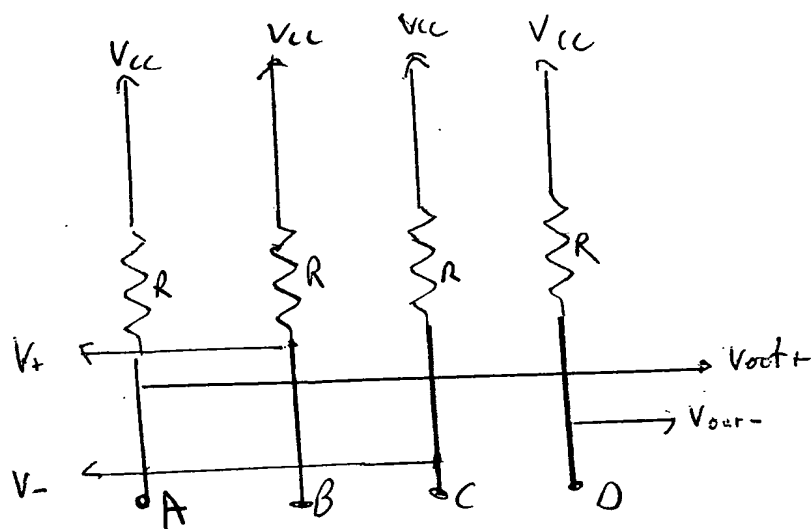 Vcc Vcc Vcc Vcc
R R R R
V+ Vout+
Vout-
V- A B C D